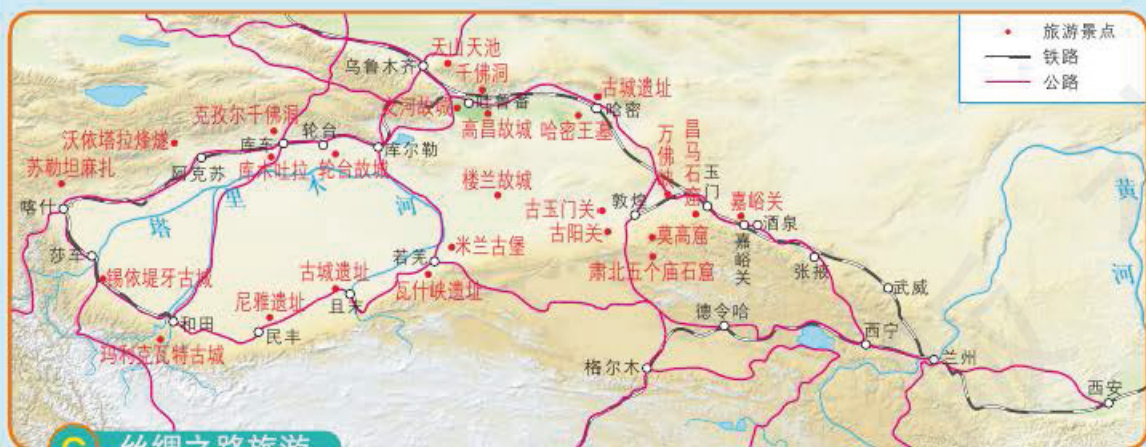 旅游景点
铁路
公路
天山天池
乌鲁木齐
千佛洞
吐鲁番
交河故城
高昌故城
古城遗址
哈密
哈密王墓
克孜尔千佛洞
沃依塔拉烽燧
轮台
库车
库尔勒
苏勒坦麻扎
阿克苏
库木吐拉
轮台故城
喀什
塔
里
木
河
楼兰故城
万佛
昌马石窟
玉门
敦煌
古玉门关
古阳关
嘉峪关
酒泉
嘉峪关
莫高窟
莎车
锡依堤牙古城
若羌
米兰古堡
肃北五个庙石窟
张掖
武威
古城遗址
且末
瓦什峡遗址
尼雅遗址
和田
民丰
玛利克瓦特古城
德令哈
西宁
格尔木
兰州
西安
黄
河
C 丝绸之路旅游